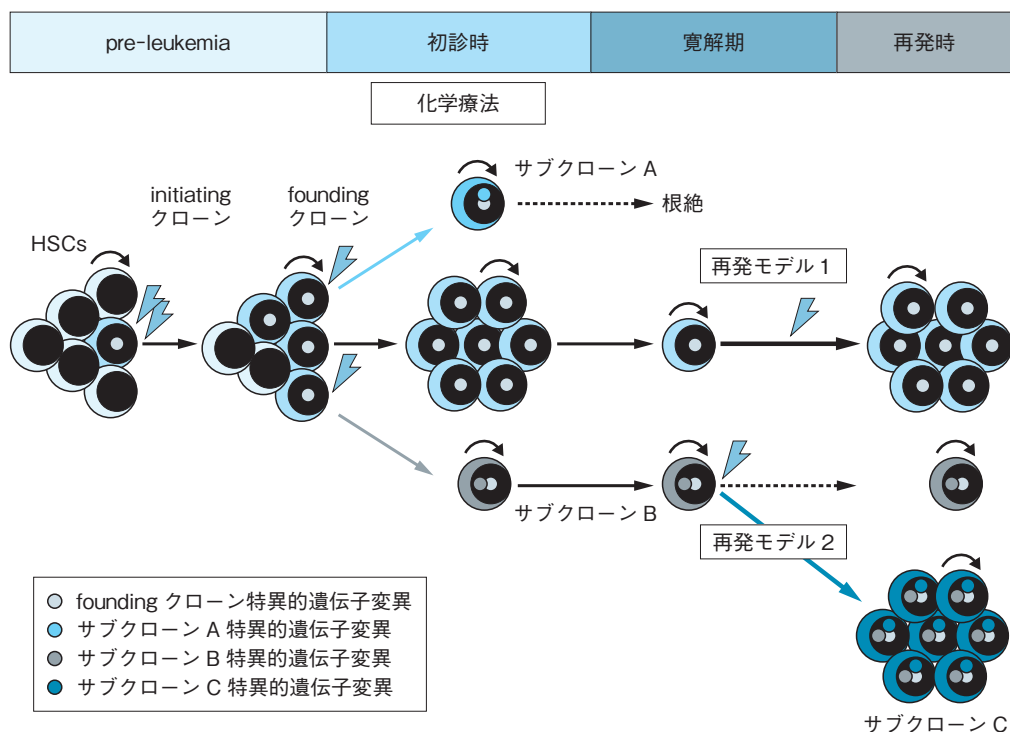 pre-leukemia
初診時
寛解期
再発時
化学療法
サブクローン A
根絶
initiating
クローン
founding
クローン
HSCs
再発モデル 1
サブクローン B
再発モデル 2
founding クローン特異的遺伝子変異
サブクローン A 特異的遺伝子変異
サブクローン B 特異的遺伝子変異
サブクローン C 特異的遺伝子変異
サブクローン C